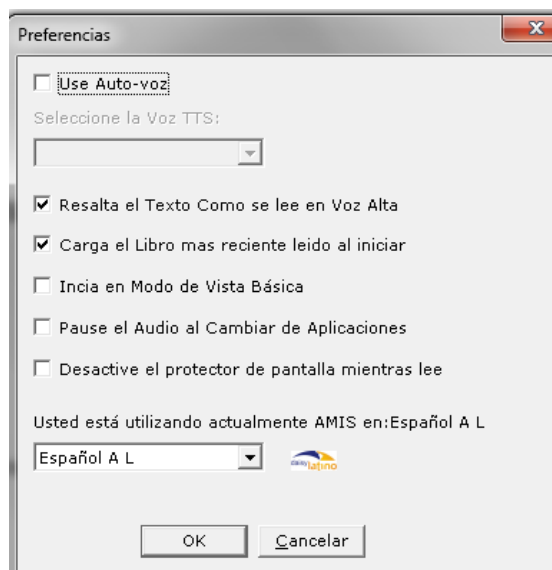 Preferencias
Use Auto-voz
Seleccione la Voz TTS:
Resalta el Texto Como se lee en Voz Alta
Carga el Libro mas reciente leido al iniciar
Incia en Modo de Vista Básica
Pause el Audio al Cambiar de Aplicaciones
Desactive el protector de pantalla mientras lee
Usted está utilizando actualmente AMIS en:Español A L
Español A L
daisy latino
OK Cancelar